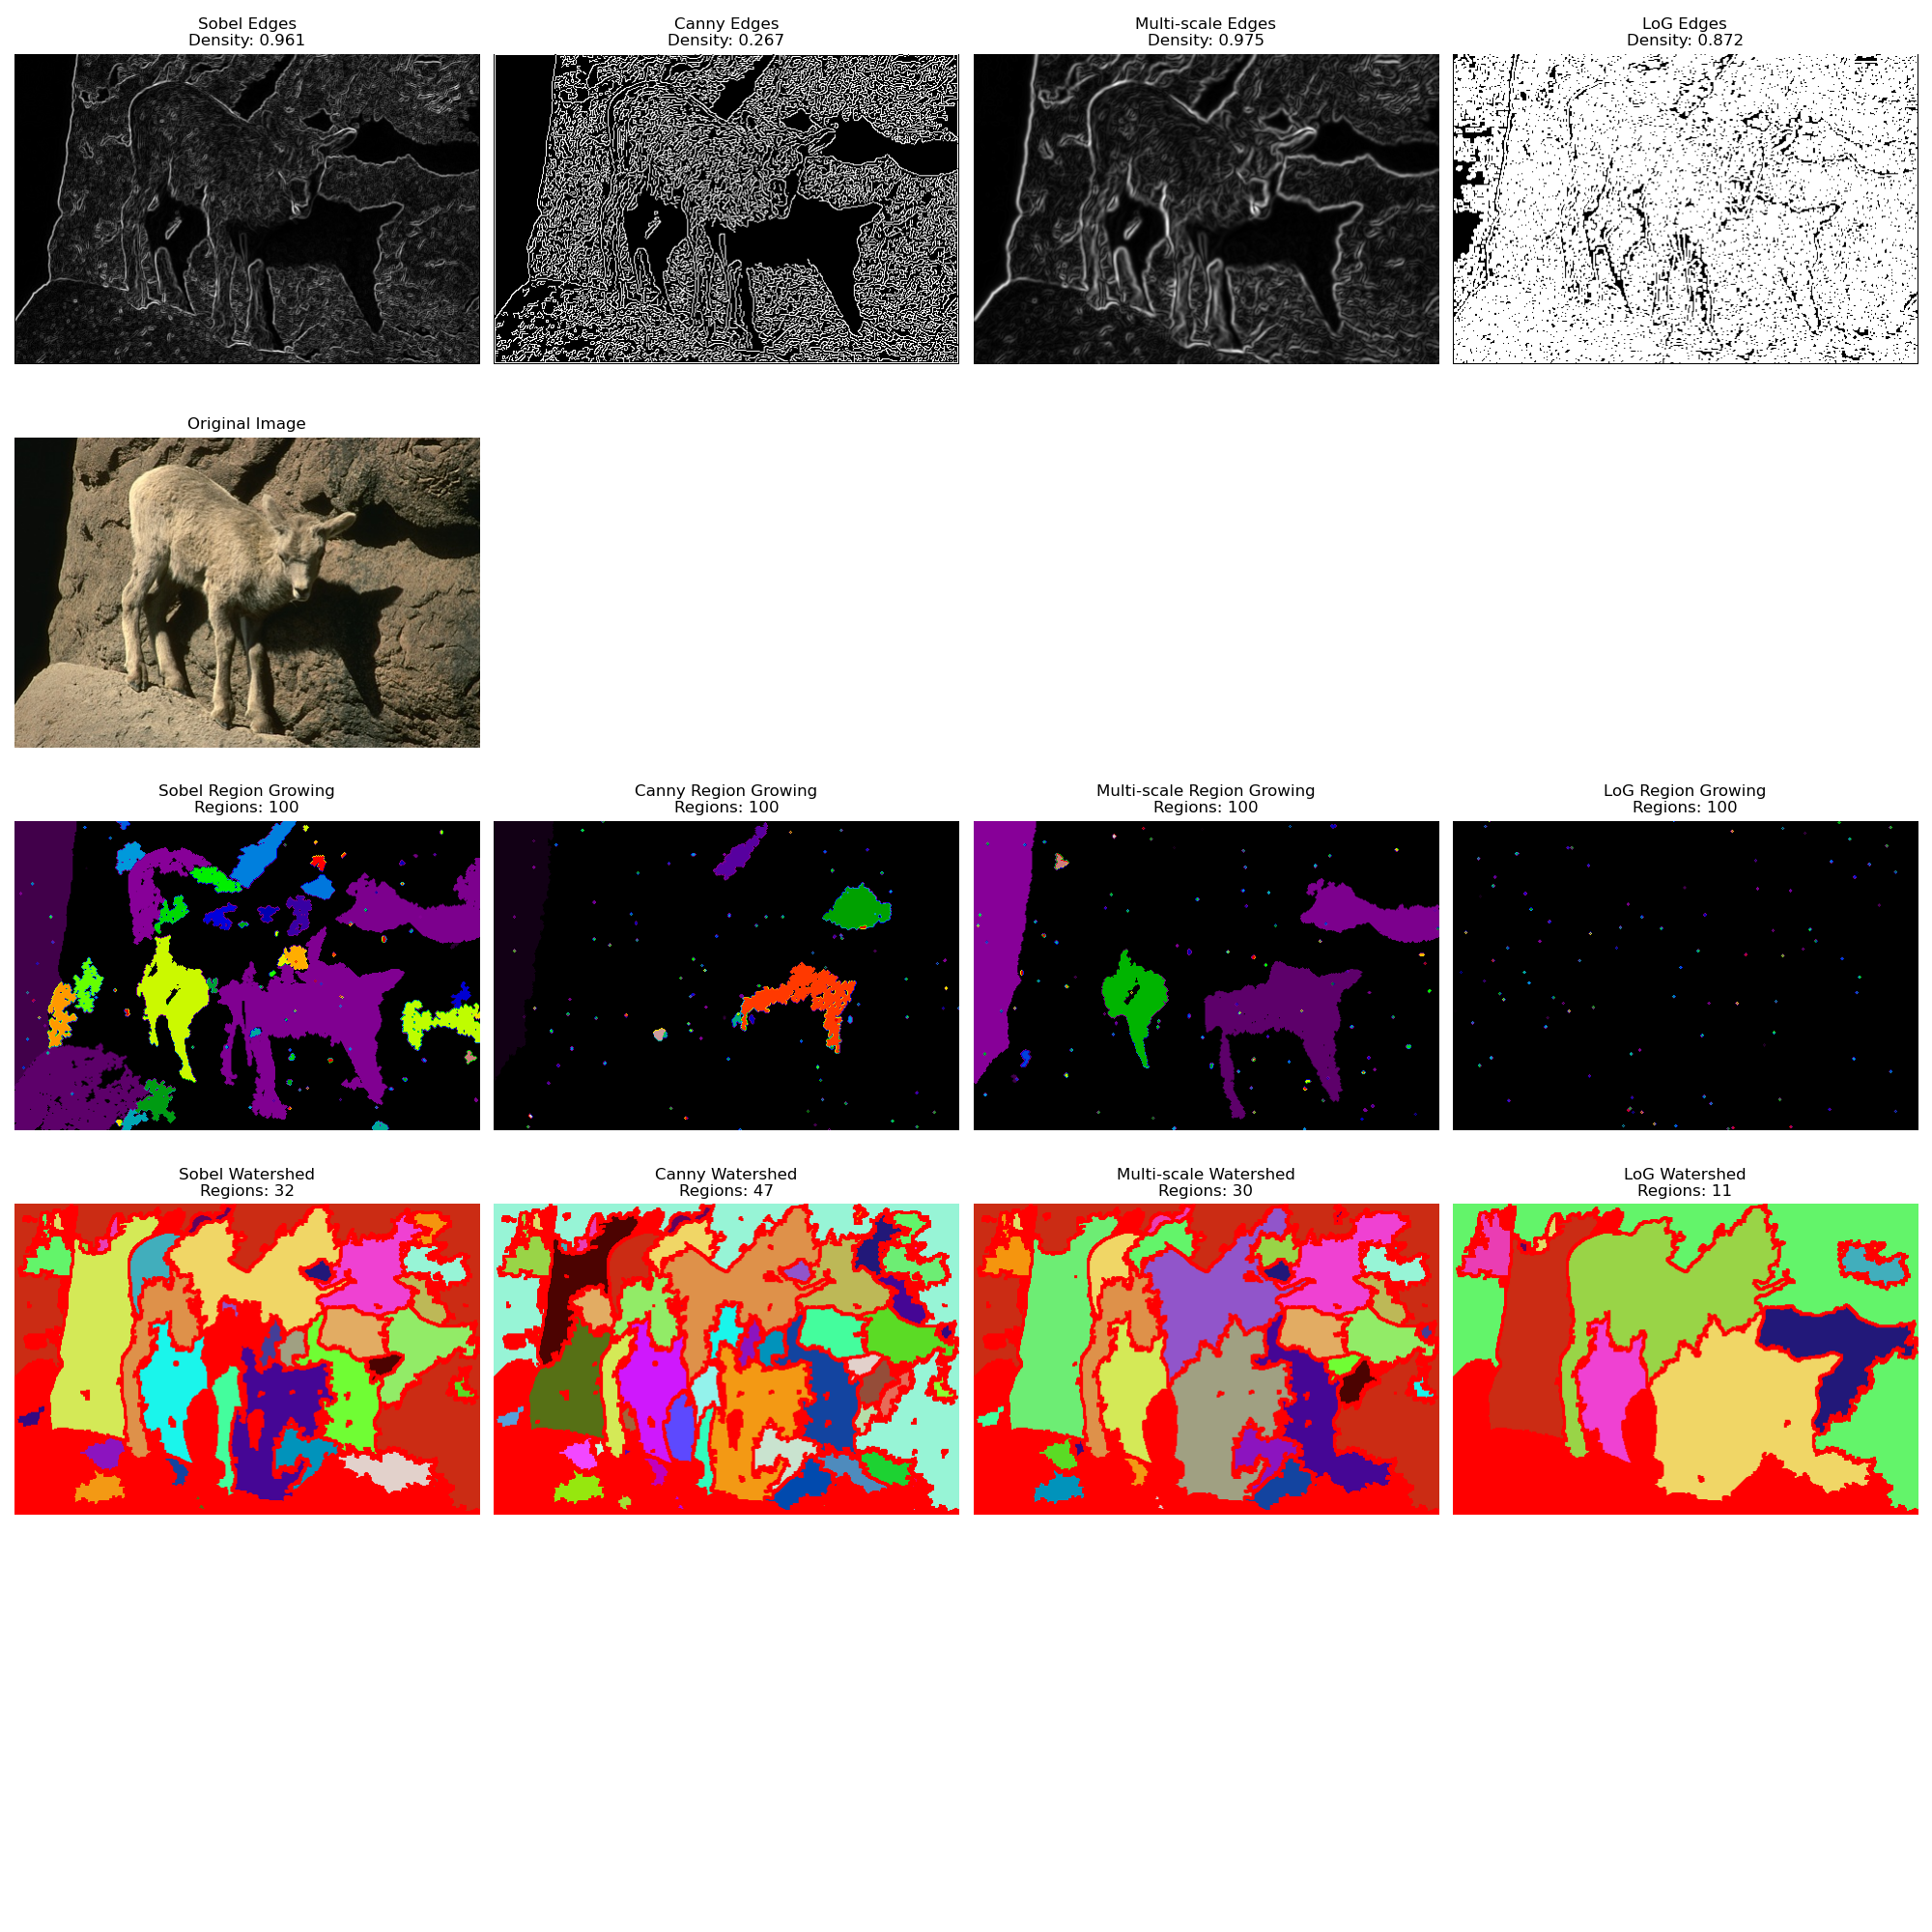 Sobel Edges
Density: 0.961
Canny Edges
Density: 0.267
Multi-scale Edges
Density: 0.975
LoG Edges
Density: 0.872
Original Image
Sobel Region Growing
Regions: 100
Canny Region Growing
Regions: 100
Multi-scale Region Growing
Regions: 100
LoG Region Growing
Regions: 100
Sobel Watershed
Regions: 32
Canny Watershed
Regions: 47
Multi-scale Watershed
Regions: 30
LoG Watershed
Regions: 11